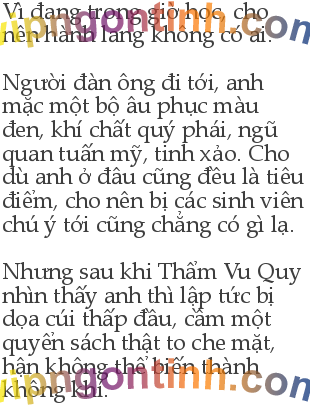 Vì đang trong giờ học, cho
nên hành lang không có ai.
Người đàn ông đi tới, anh
mặc một bộ âu phục màu
đen, khí chất quý phái, ngũ
quan tuấn mỹ, tinh xảo. Cho
dù anh ở đâu cũng đều là tiêu
điểm, cho nên bị các sinh viên
chú ý tới cũng chẳng có gì lạ.
Nhưng sau khi Thẩm Vu Quy
nhìn thấy anh thì lập tức bị
dọa cúi thấp đầu, cầm một
quyển sách thật to che mặt,
hận không thể biến thành
không khí.
vipngontinh.com
vipngontinh.com